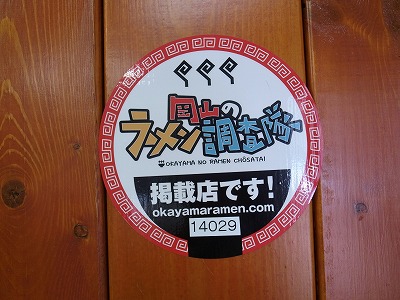 岡山の
ラーメン調査隊
OKAYAMA NO RAMEN CHŌSATAI
掲載店です!
okayamaramen.com
14029